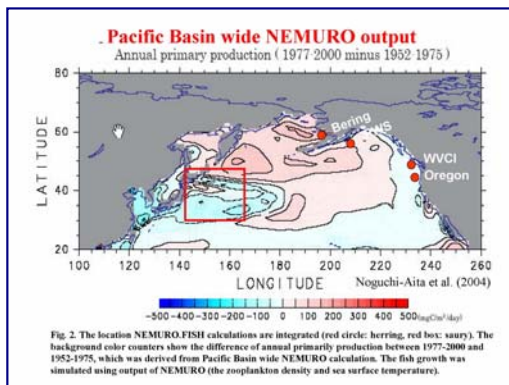 Pacific Basin wide NEMURO output
Annual primary production ( 1977-2000 minus 1952-1975)
80
60
40
20
LATITUDE
Bering
WVCI
Oregon
100 120 140 160 180 200 220 240 260
LONGITUDE
Noguchi-Aita et al. (2004)
-500 -400 -300 -200 -100 0 100 200 300 400 500 (mgC/m²/day)
Fig. 2. The location NEMURO.FISH calculations are integrated (red circle: herring, red box: saury). The
background color counters show the difference of annual primarily production between 1977-2000 and
1952-1975, which was derived from Pacific Basin wide NEMURO calculation. The fish growth was
simulated using output of NEMURO (the zooplankton density and sea surface temperature).